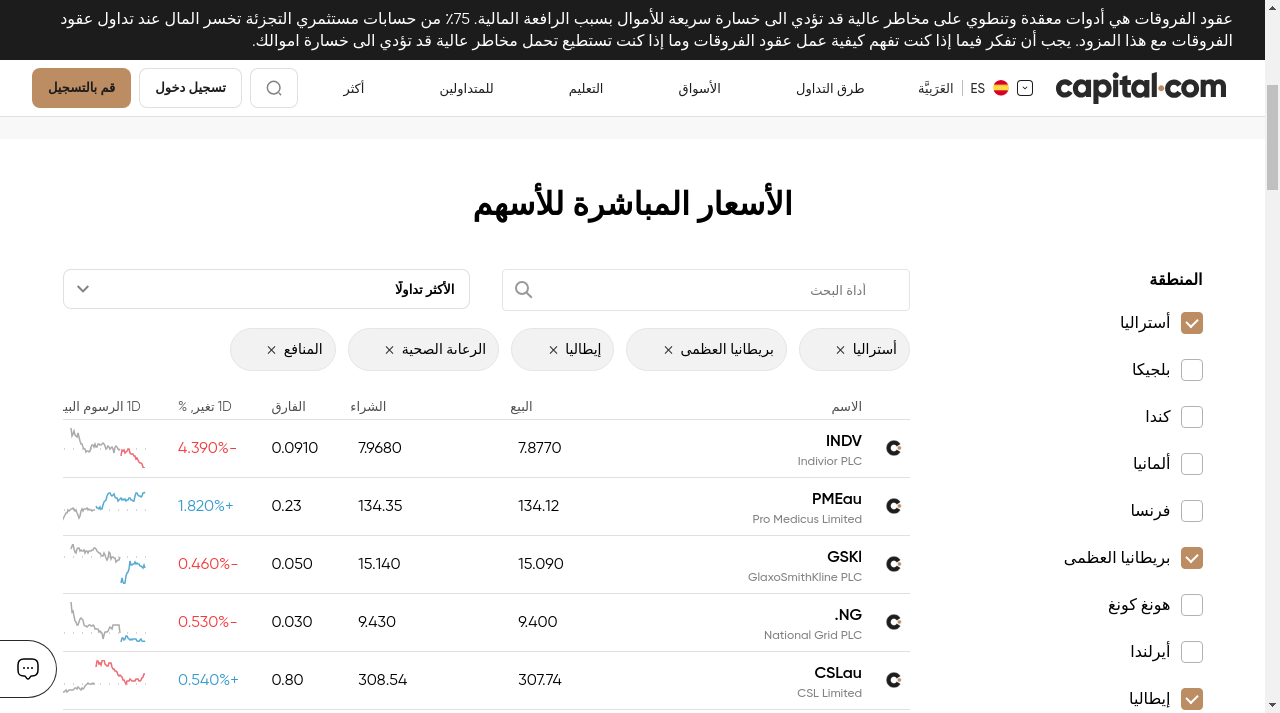 عقود الفروقات هي أدوات معقدة وتنطوي على مخاطر عالية قد تؤدي الى خسارة سريعة للأموال بسبب الرافعة المالية. 75٪ من حسابات مستثمري التجزئة تخسر المال عند تداول عقود
الفروقات مع هذا المزود. يجب أن تفكر فيما إذا كنت تفهم كيفية عمل عقود الفروقات وما إذا كنت تستطيع تحمل مخاطر عالية قد تؤدي الى خسارة اموالك.
capital.com ES العَرَبيَّة طرق التداول الأسواق التعليم للمتداولين أكثر تسجيل دخول قم بالتسجيل
الأسعار المباشرة للأسهم
المنطقة
أستراليا
بلجيكا
كندا
ألمانيا
فرنسا
بريطانيا العظمى
هونغ كونغ
أيرلندا
إيطاليا
أداة البحث الأكثر تداولًا
أستراليا × بريطانيا العظمى × إيطاليا × الرعاية الصحية × المنافع ×
الاسم البيع الشراء الفارق 1D تغير, % 1D الرسوم
INDV 7.8770 7.9680 0.0910 -4.390%
Indivior PLC
PMEau 134.12 134.35 0.23 +1.820%
Pro Medicus Limited
GSKl 15.090 15.140 0.050 -0.460%
GlaxoSmithKline PLC
NG. 9.400 9.430 0.030 -0.530%
National Grid PLC
CSLau 307.74 308.54 0.80 +0.540%
CSL Limited